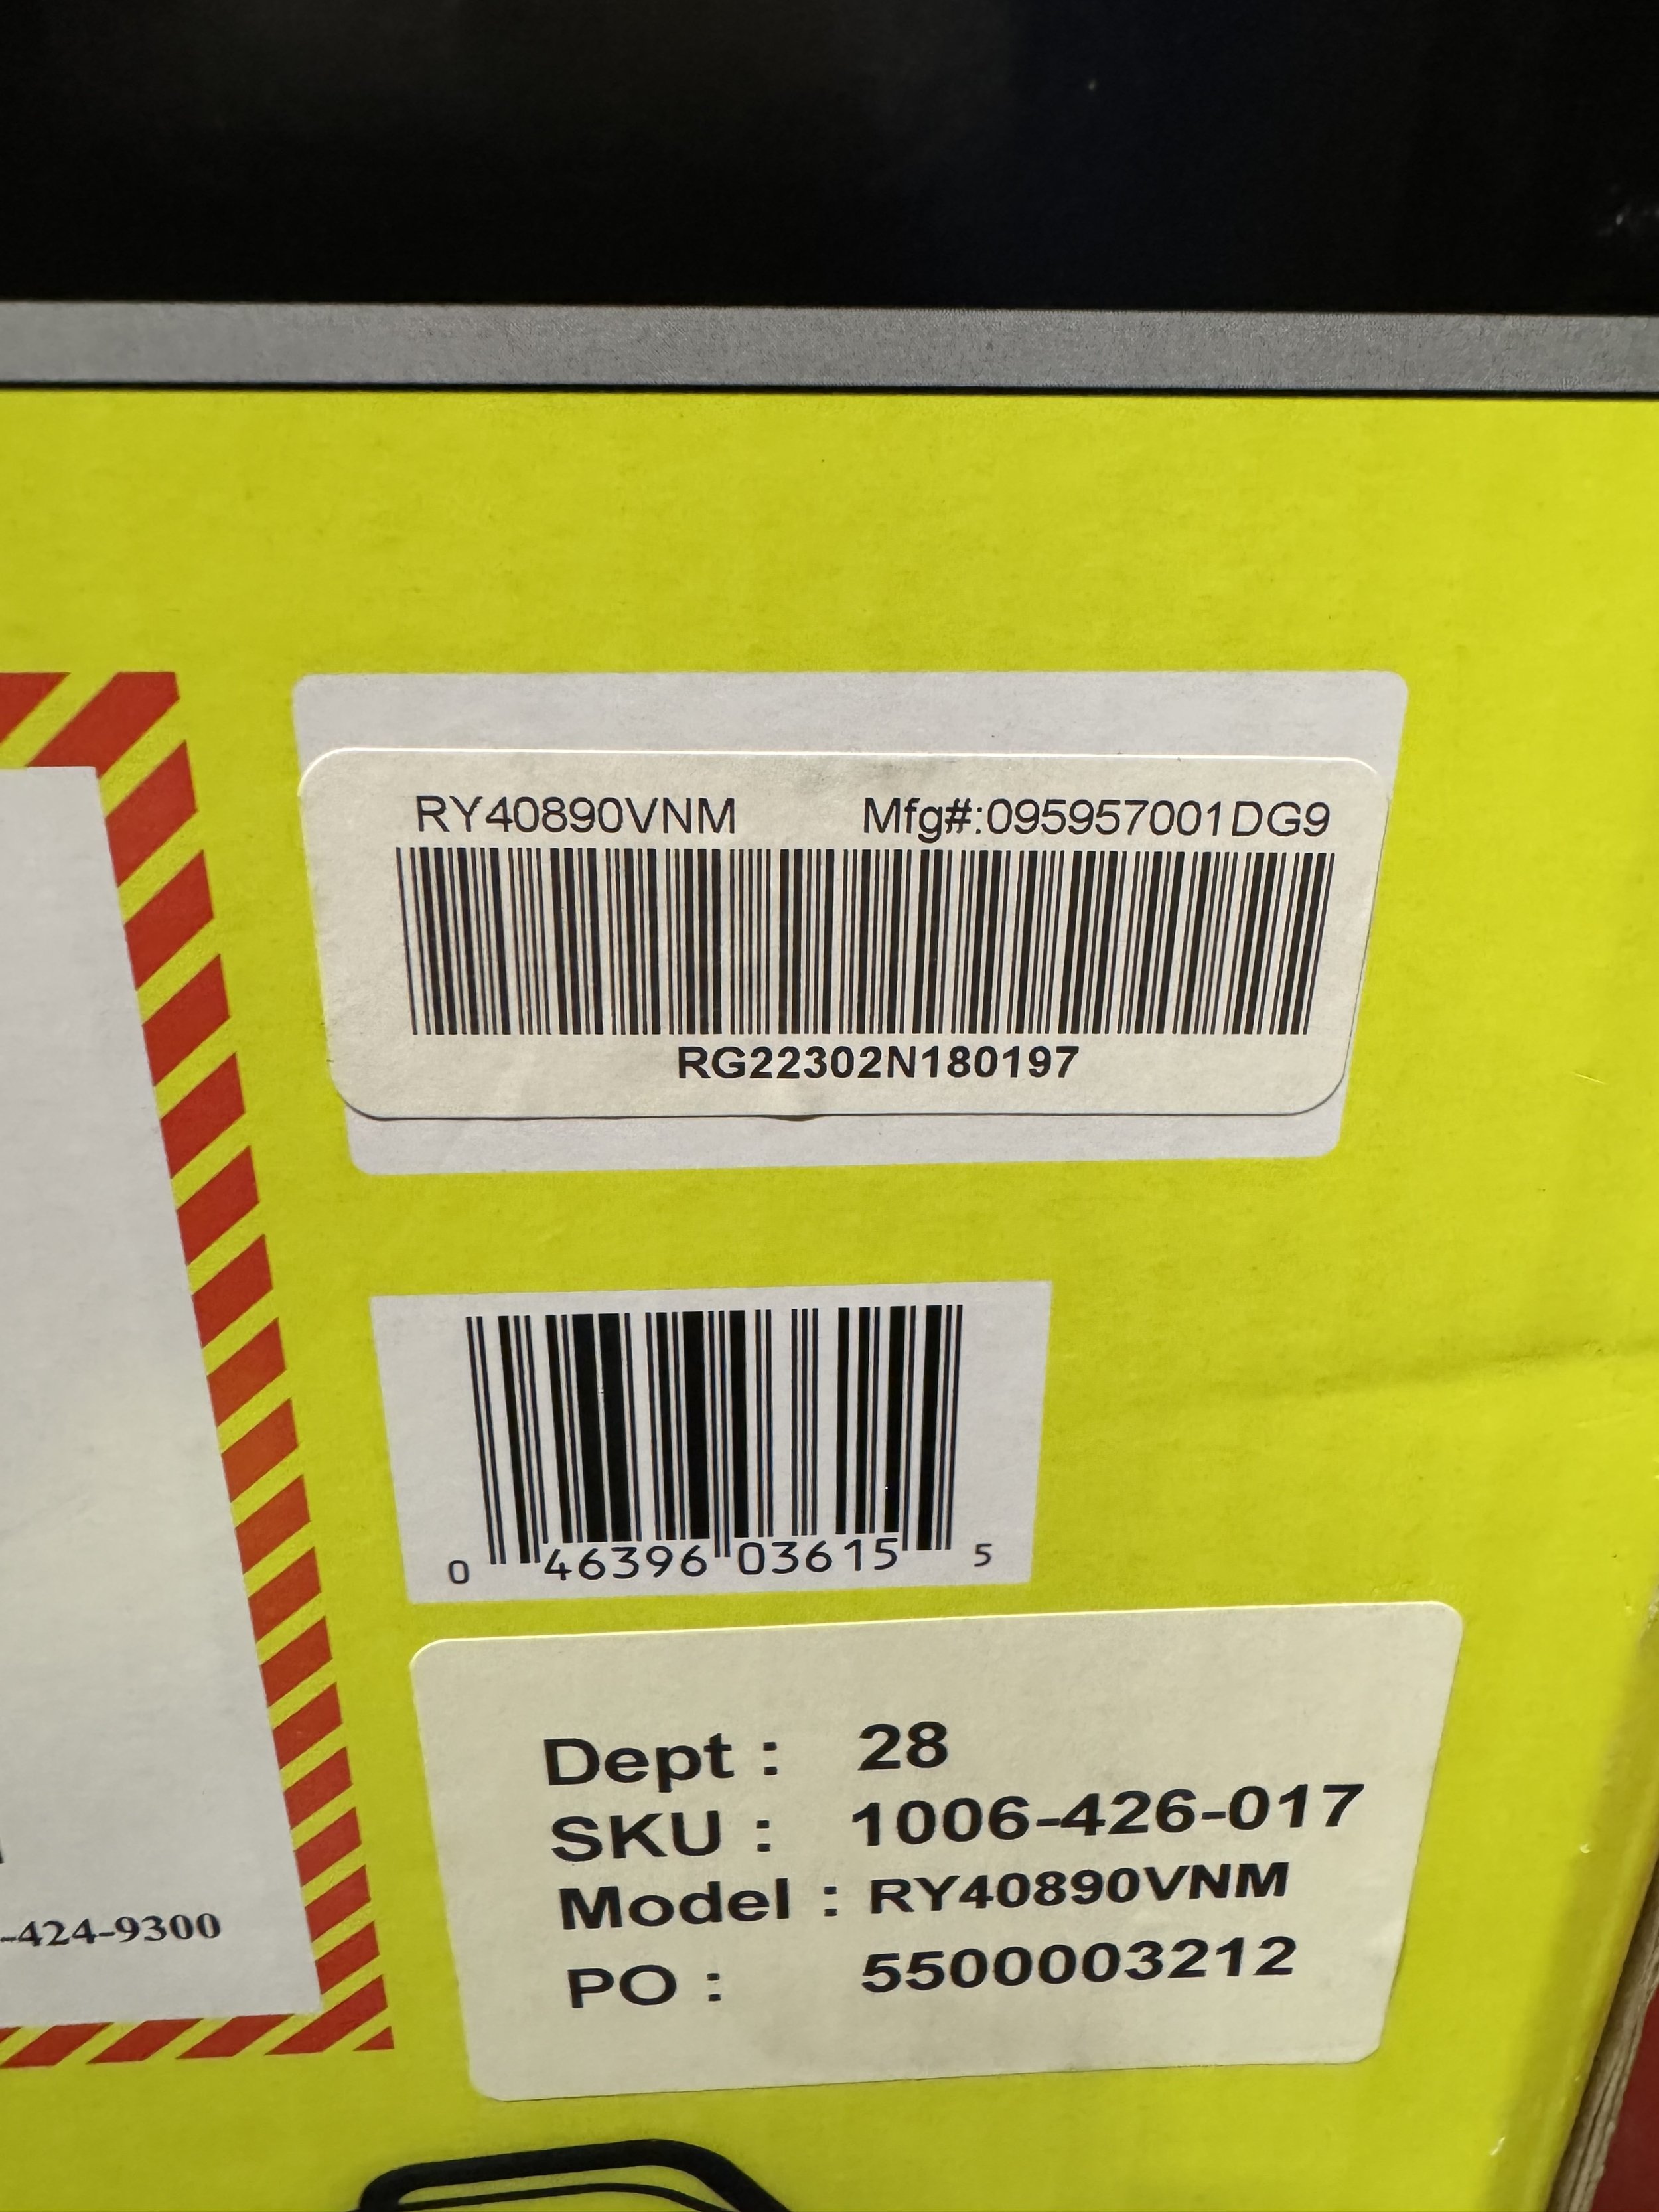 RY40890VNM Mfg#:095957001DG9
RG22302N180197
0 46396 03615 5
Dept : 28
SKU : 1006-426-017
Model : RY40890VNM
PO : 5500003212
-424-9300